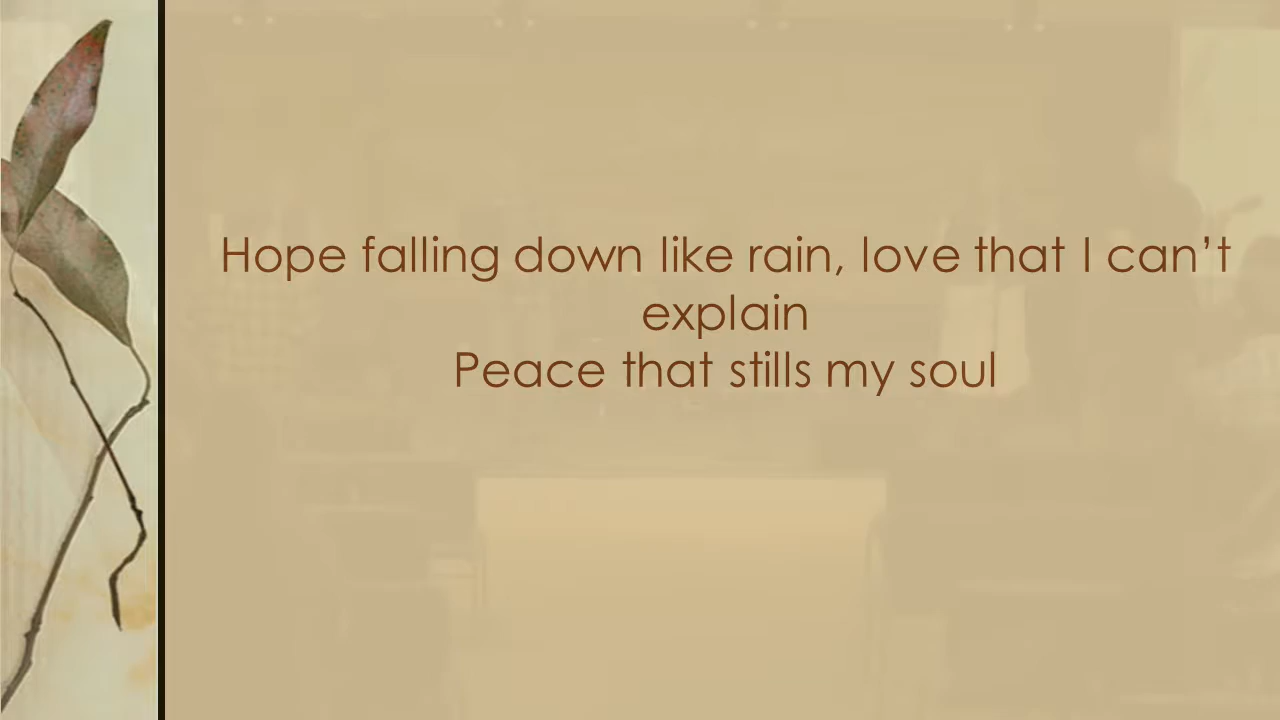 Hope falling down like rain, love that I can’t
explain
Peace that stills my soul